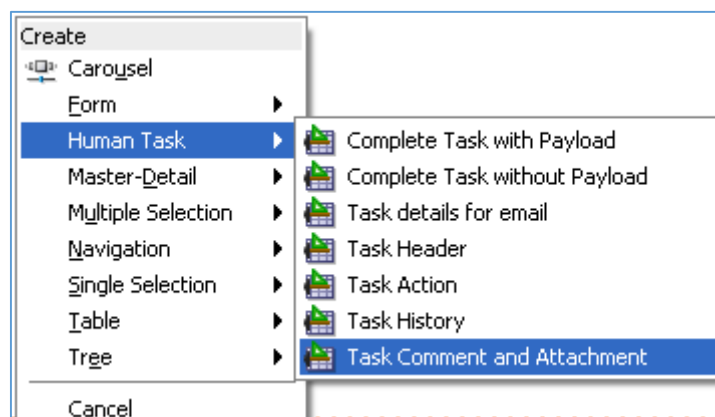 Create
Carousel
Form
Human Task
Master-Detail
Multiple Selection
Navigation
Single Selection
Table
Tree
Cancel
Complete Task with Payload
Complete Task without Payload
Task details for email
Task Header
Task Action
Task History
Task Comment and Attachment